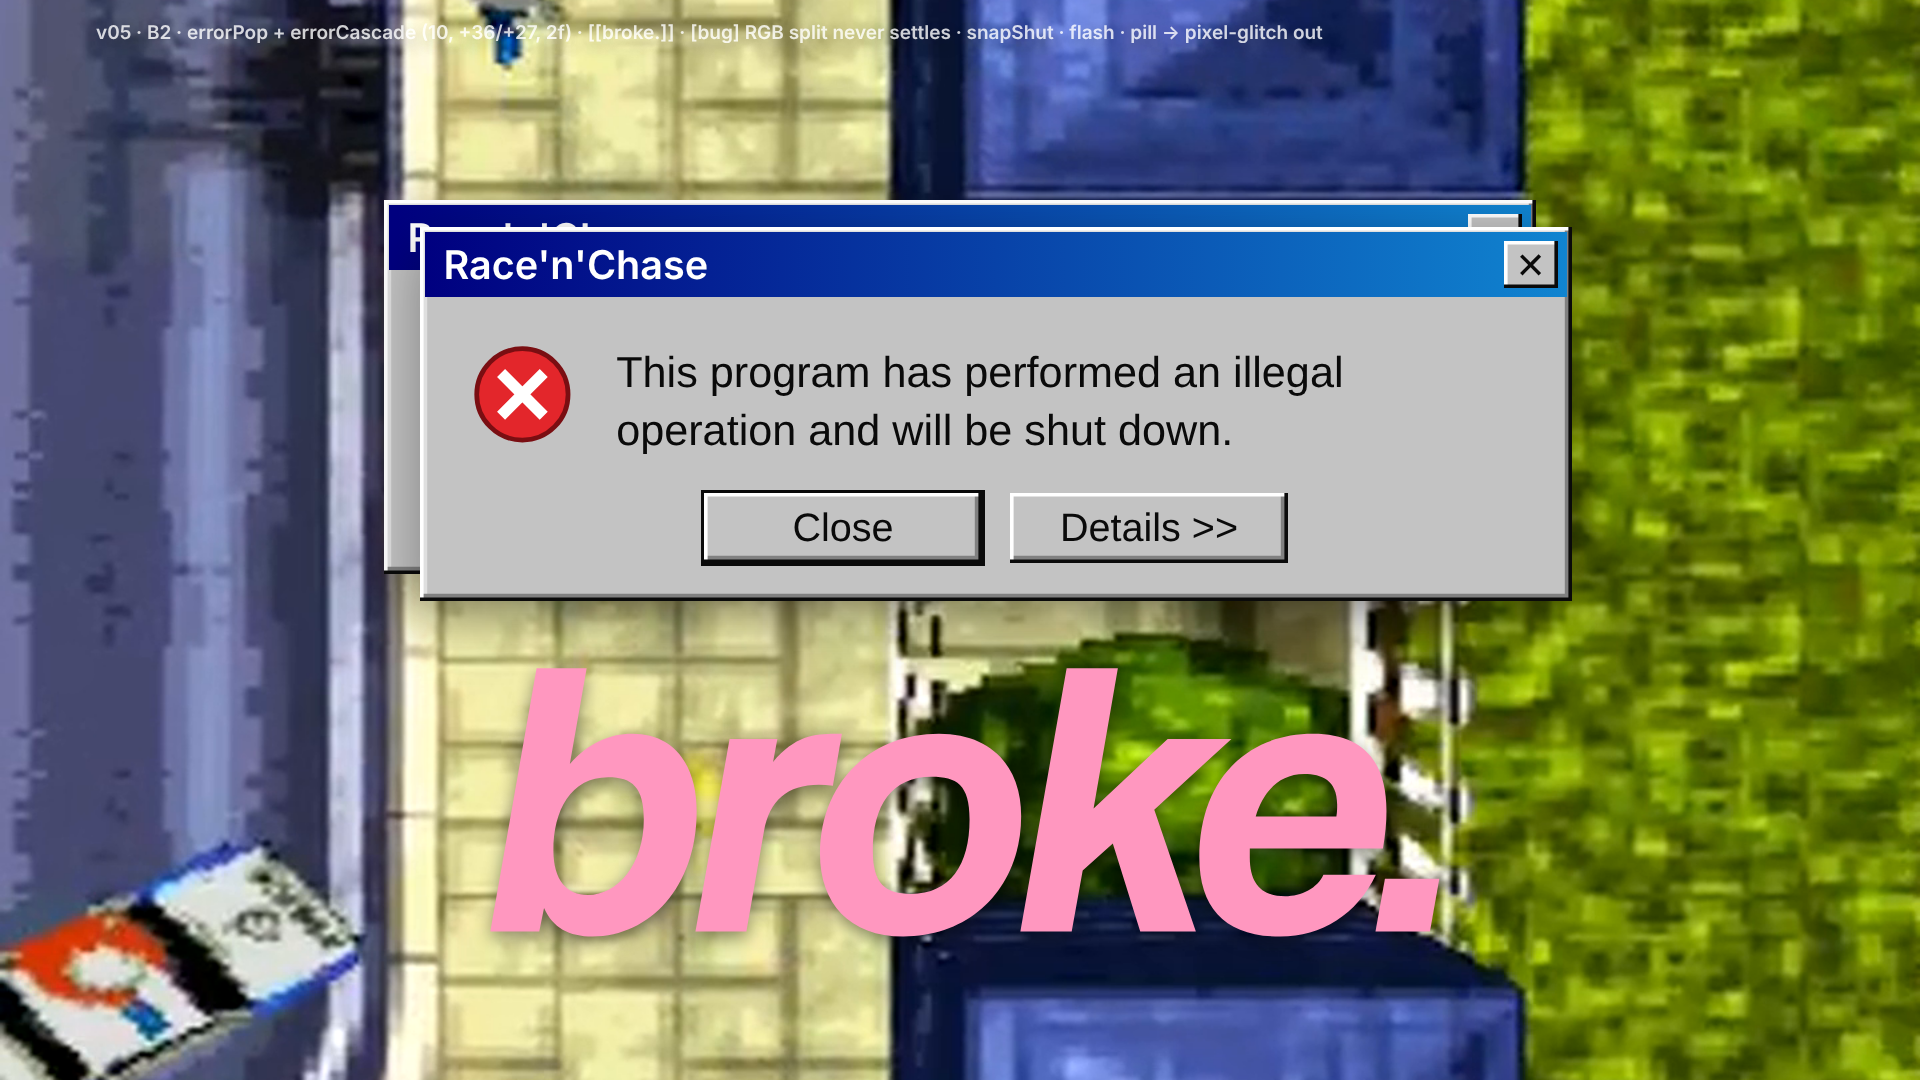 v05 · B2 · errorPop + errorCascade (10, +36/+27, 2f) · [[broke.]] · [bug] RGB split never settles · snapShut · flash · pill → pixel-glitch out
Race'n'Chase
This program has performed an illegal
operation and will be shut down.
Close
Details >>
broke.